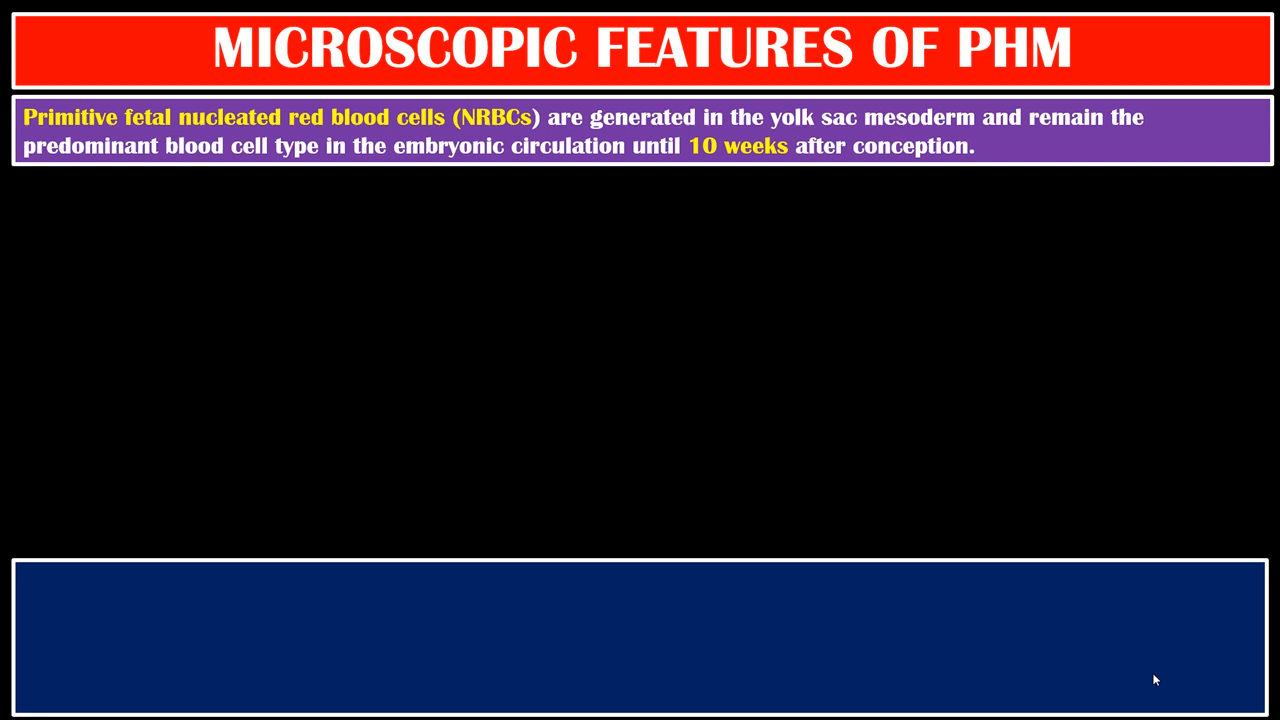 MICROSCOPIC FEATURES OF PHM
Primitive fetal nucleated red blood cells (NRBCs) are generated in the yolk sac mesoderm and remain the
predominant blood cell type in the embryonic circulation until 10 weeks after conception.